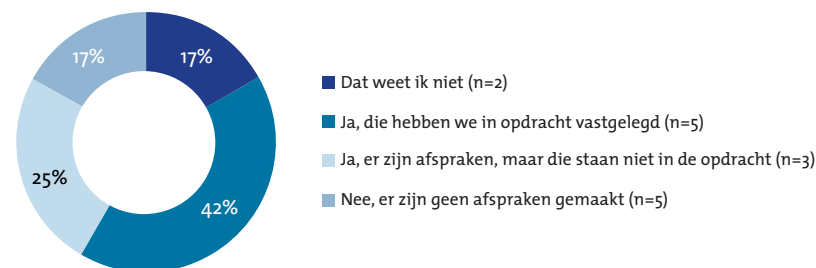 17%
17%
25%
42%
Dat weet ik niet (n=2)
Ja, die hebben we in opdracht vastgelegd (n=5)
Ja, er zijn afspraken, maar die staan niet in de opdracht (n=3)
Nee, er zijn geen afspraken gemaakt (n=5)